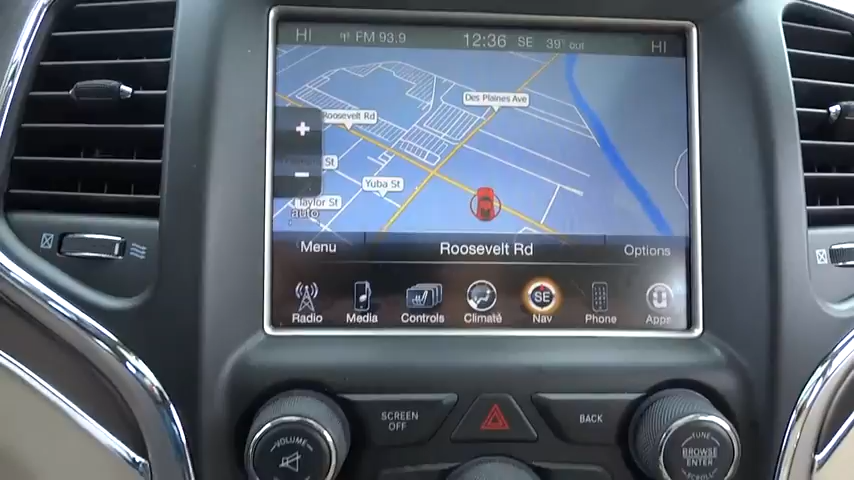 HI FM 93.9 12:36 SE 39° out HI
Des Plaines Ave
Roosevelt Rd
+
St
−
Yuba St
Taylor St
auto
Menu Roosevelt Rd Options
SE
Radio Media Controls Climate Nav Phone Apps
VOLUME
SCREEN OFF
BACK
TUNE
BROWSE
ENTER
SCROLL